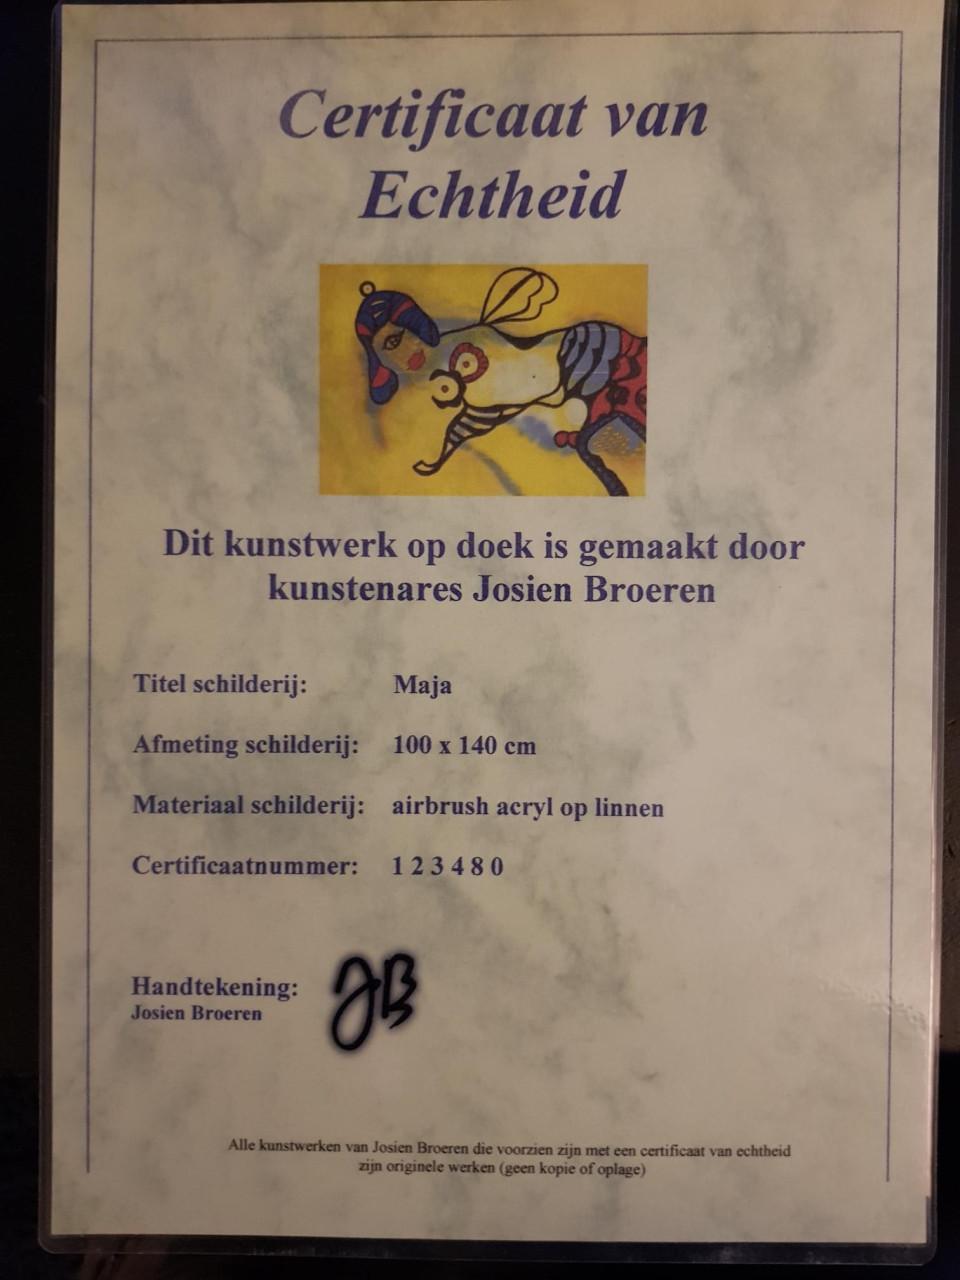 Certificaat van
Echtheid
Dit kunstwerk op doek is gemaakt door
kunstenares Josien Broeren
Titel schilderij: Maja
Afmeting schilderij: 100 x 140 cm
Materiaal schilderij: airbrush acryl op linnen
Certificaatnummer: 1 2 3 4 8 0
Handtekening: JB
Josien Broeren
Alle kunstwerken van Josien Broeren die voorzien zijn met een certificaat van echtheid
zijn originele werken (geen kopie of oplage)